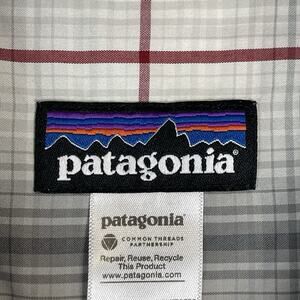 patagonia
patagonia
COMMON THREADS
PARTNERSHIP
Repair, Reuse, Recycle
This Product
www.patagonia.com